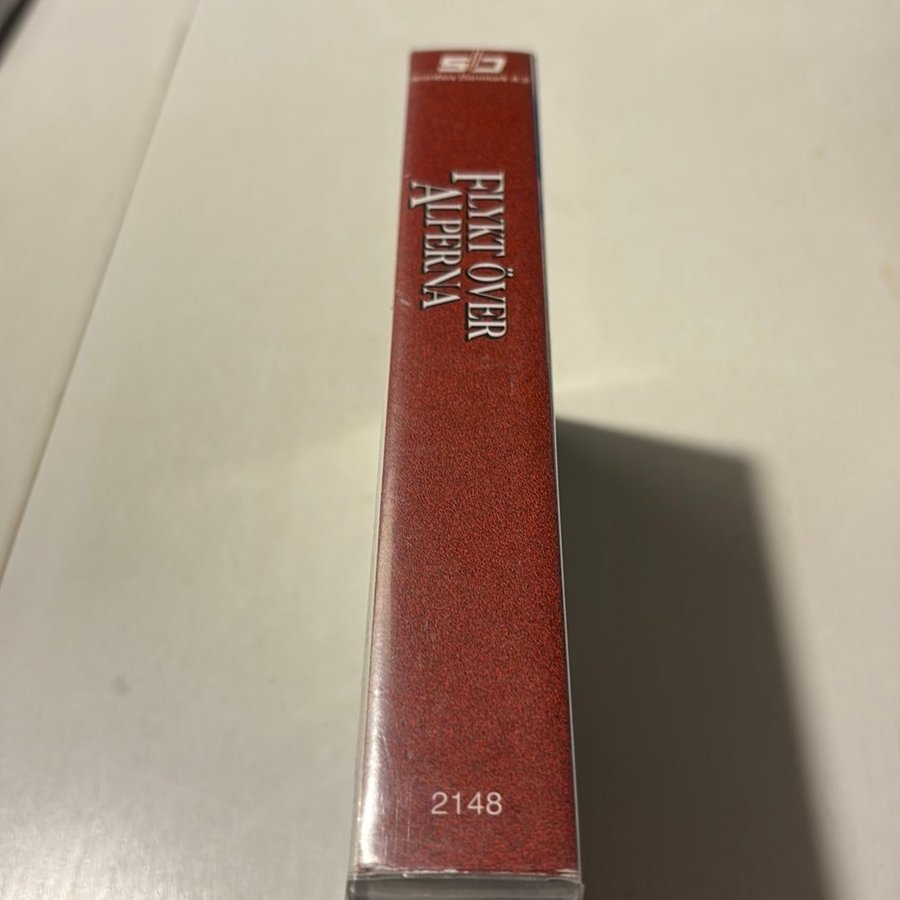 FLYKT ÖVER
ALPERNA
2148